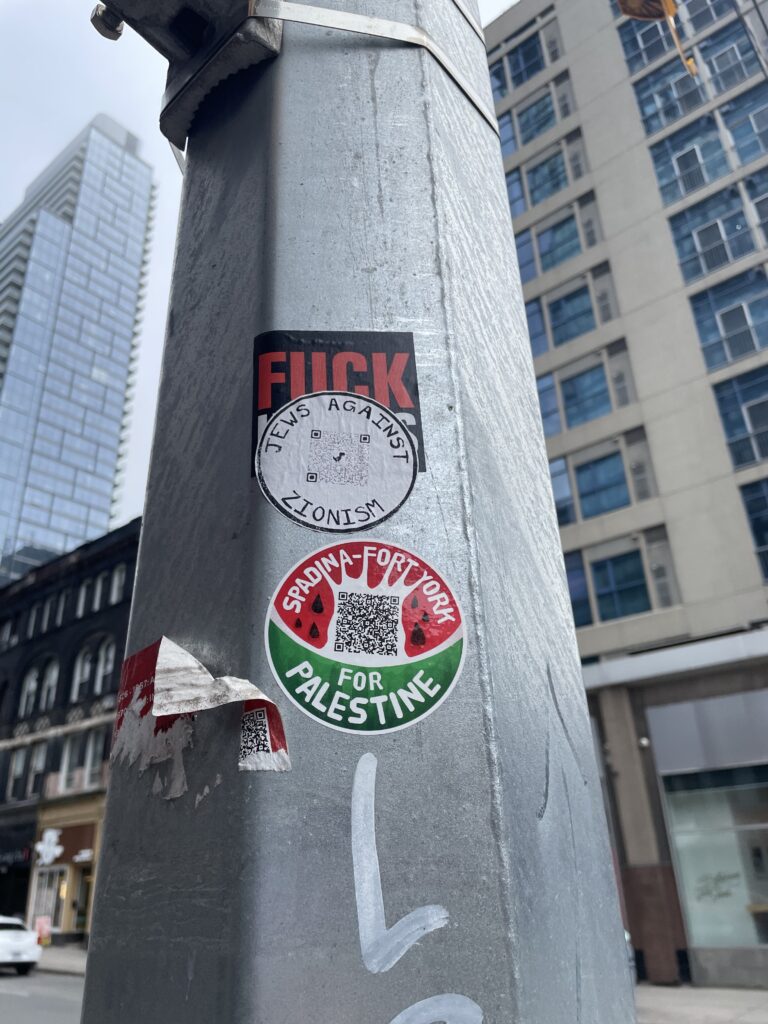 FUCK
JEWS AGAINST
ZIONISM
SPADINA-FORT YORK
FOR
PALESTINE